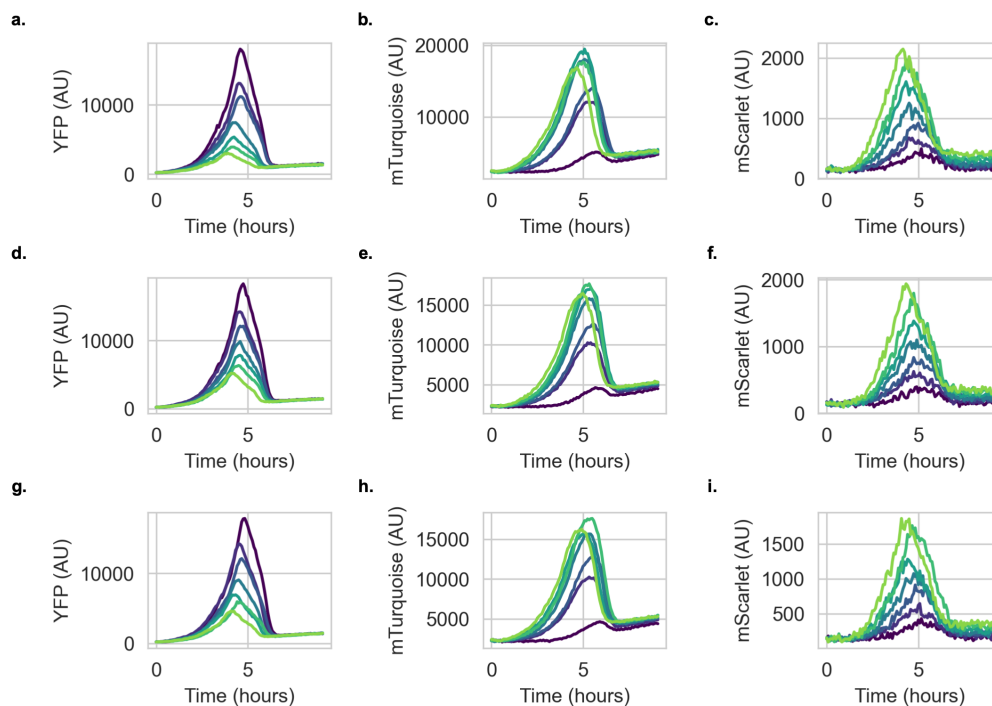 a. b. c.
YFP (AU) 10000 0 0 5 Time (hours)
mTurquoise (AU) 20000 10000 0 5 Time (hours)
mScarlet (AU) 2000 1000 0 0 5 Time (hours)
d. e. f.
YFP (AU) 10000 0 0 5 Time (hours)
mTurquoise (AU) 15000 10000 5000 0 5 Time (hours)
mScarlet (AU) 2000 1000 0 0 5 Time (hours)
g. h. i.
YFP (AU) 10000 0 0 5 Time (hours)
mTurquoise (AU) 15000 10000 5000 0 5 Time (hours)
mScarlet (AU) 1500 1000 500 0 5 Time (hours)